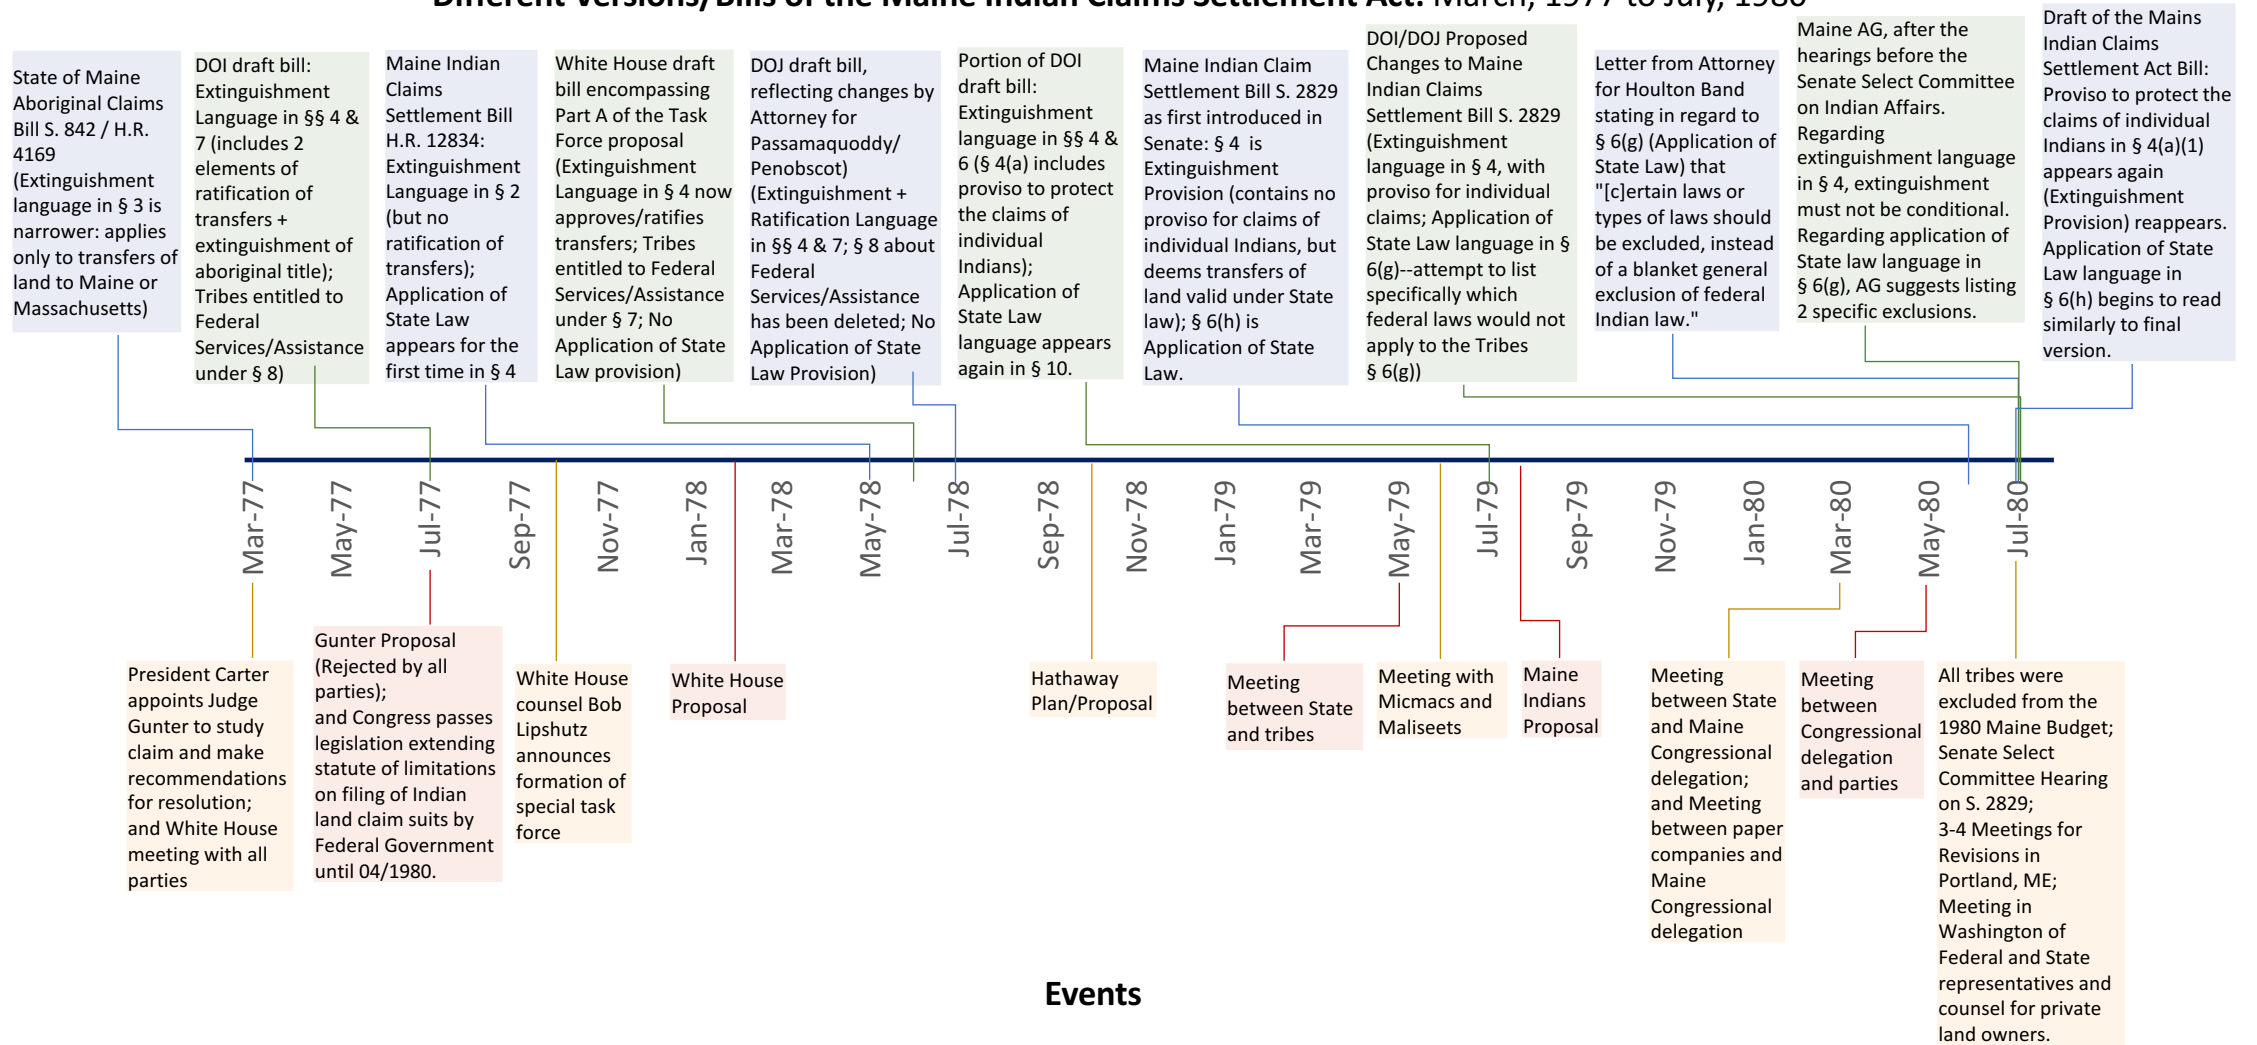 Different Versions/Bills of the Maine Indian Claims Settlement Act: March, 1977 to July, 1980
State of Maine
Aboriginal Claims
Bill S. 842 / H.R.
4169
(Extinguishment
language in § 3 is
narrower: applies
only to transfers of
land to Maine or
Massachusetts)
DOI draft bill:
Extinguishment
Language in §§ 4 &
7 (includes 2
elements of
ratification of
transfers +
extinguishment of
aboriginal title);
Tribes entitled to
Federal
Services/Assistance
under § 8)
Maine Indian
Claims
Settlement Bill
H.R. 12834:
Extinguishment
Language in § 2
(but no
ratification of
transfers);
Application of
State Law
appears for the
first time in § 4
White House draft
bill encompassing
Part A of the Task
Force proposal
(Extinguishment
Language in § 4 now
approves/ratifies
transfers; Tribes
entitled to Federal
Services/Assistance
under § 7; No
Application of State
Law provision)
DOJ draft bill,
reflecting changes by
Attorney for
Passamaquoddy/
Penobscot)
(Extinguishment +
Ratification Language
in §§ 4 & 7; § 8 about
Federal
Services/Assistance
has been deleted; No
Application of State
Law Provision)
Portion of DOI
draft bill:
Extinguishment
language in §§ 4 &
6 (§ 4(a) includes
proviso to protect
the claims of
individual
Indians);
Application of
State Law
language appears
again in § 10.
Maine Indian Claim
Settlement Bill S. 2829
as first introduced in
Senate: § 4 is
Extinguishment
Provision (contains no
proviso for claims of
individual Indians, but
deems transfers of
land valid under State
law); § 6(h) is
Application of State
Law.
DOI/DOJ Proposed
Changes to Maine
Indian Claims
Settlement Bill S. 2829
(Extinguishment
language in § 4, with
proviso for individual
claims; Application of
State Law language in §
6(g)--attempt to list
specifically which
federal laws would not
apply to the Tribes
§ 6(g))
Letter from Attorney
for Houlton Band
stating in regard to
§ 6(g) (Application of
State Law) that
"[c]ertain laws or
types of laws should
be excluded, instead
of a blanket general
exclusion of federal
Indian law."
Maine AG, after the
hearings before the
Senate Select Committee
on Indian Affairs.
Regarding
extinguishment language
in § 4, extinguishment
must not be conditional.
Regarding application of
State law language in
§ 6(g), AG suggests listing
2 specific exclusions.
Draft of the Mains
Indian Claims
Settlement Act Bill:
Proviso to protect the
claims of individual
Indians in § 4(a)(1)
appears again
(Extinguishment
Provision) reappears.
Application of State
Law language in
§ 6(h) begins to read
similarly to final
version.
Mar-77
May-77
Jul-77
Sep-77
Nov-77
Jan-78
Mar-78
May-78
Jul-78
Sep-78
Nov-78
Jan-79
Mar-79
May-79
Jul-79
Sep-79
Nov-79
Jan-80
Mar-80
May-80
Jul-80
President Carter
appoints Judge
Gunter to study
claim and make
recommendations
for resolution;
and White House
meeting with all
parties
Gunter Proposal
(Rejected by all
parties);
and Congress passes
legislation extending
statute of limitations
on filing of Indian
land claim suits by
Federal Government
until 04/1980.
White House
counsel Bob
Lipshutz
announces
formation of
special task
force
White House
Proposal
Hathaway
Plan/Proposal
Meeting
between State
and tribes
Meeting with
Micmacs and
Maliseets
Maine
Indians
Proposal
Meeting
between State
and Maine
Congressional
delegation;
and Meeting
between paper
companies and
Maine
Congressional
delegation
Meeting
between
Congressional
delegation
and parties
All tribes were
excluded from the
1980 Maine Budget;
Senate Select
Committee Hearing
on S. 2829;
3-4 Meetings for
Revisions in
Portland, ME;
Meeting in
Washington of
Federal and State
representatives and
counsel for private
land owners.
Events